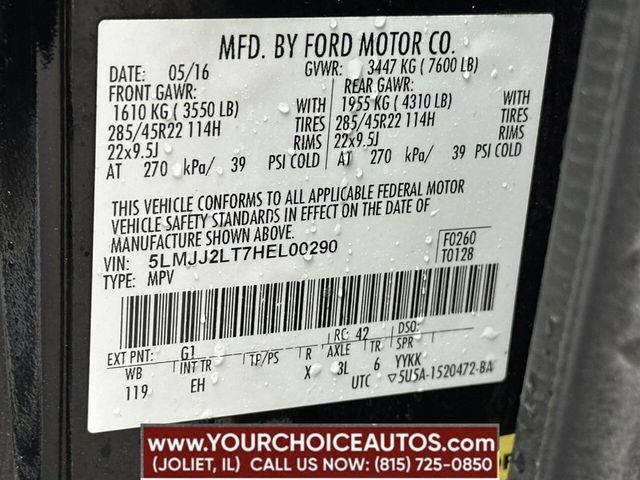 MFD. BY FORD MOTOR CO.
DATE: 05/16 GVWR: 3447 KG ( 7600 LB)
FRONT GAWR: REAR GAWR:
1610 KG ( 3550 LB) WITH 1955 KG ( 4310 LB) WITH
285/45R22 114H TIRES 285/45R22 114H TIRES
22x9.5J RIMS 22x9.5J RIMS
AT 270 kPa/ 39 PSI COLD AT 270 kPa/ 39 PSI COLD
THIS VEHICLE CONFORMS TO ALL APPLICABLE FEDERAL MOTOR
VEHICLE SAFETY STANDARDS IN EFFECT ON THE DATE OF
MANUFACTURE SHOWN ABOVE.
VIN: 5LMJJ2LT7HEL00290 F0260
TYPE: MPV T0128
EXT PNT: G1 RC: 42 DSO:
WB INT TR TP/PS R AXLE TR SPR
119 EH X 3L 6 YYKK
UTC ▽5U5A-1520472-BA
WWW.YOURCHOICEAUTOS.COM
(JOLIET, IL) CALL US NOW: (815) 725-0850